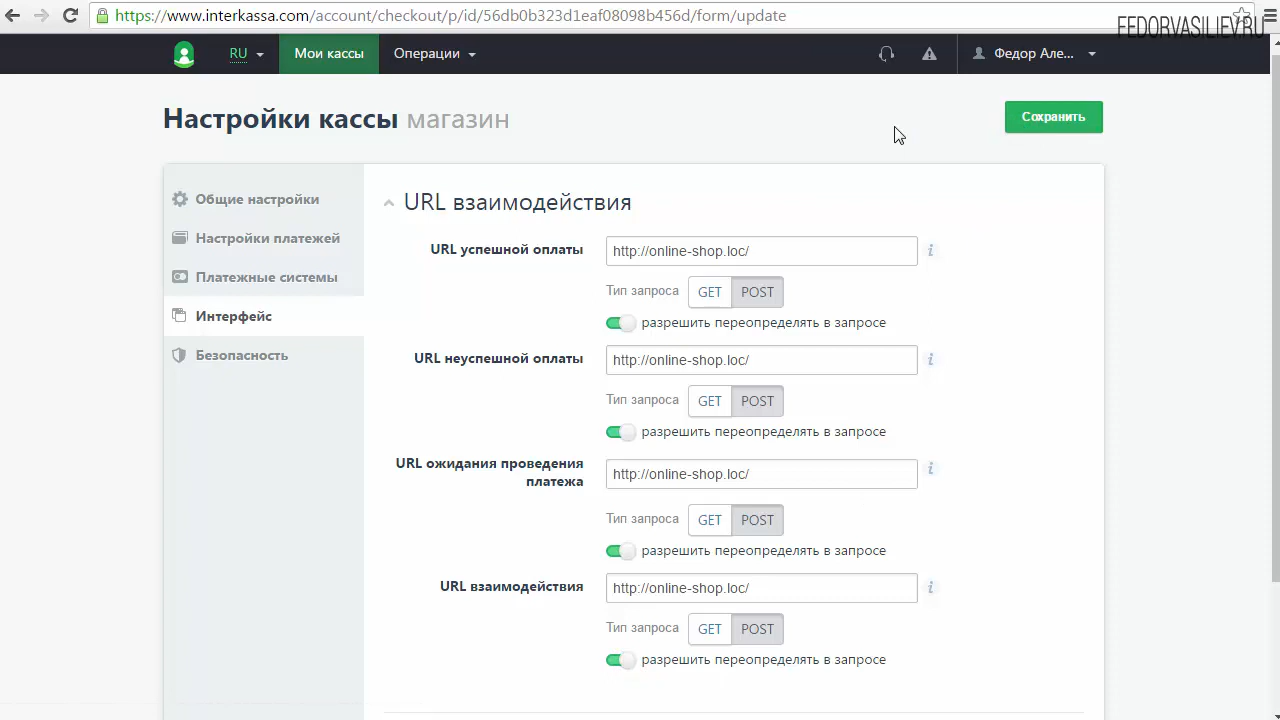 https://www.interkassa.com/account/checkout/p/id/56db0b323d1eaf08098b456d/form/update
FEDORVASILIEV.RU
RU
Мои кассы
Операции
Федор Але...
Настройки кассы магазин
Сохранить
Общие настройки
Настройки платежей
Платежные системы
Интерфейс
Безопасность
URL взаимодействия
URL успешной оплаты
http://online-shop.loc/
Тип запроса GET POST
разрешить переопределять в запросе
URL неуспешной оплаты
http://online-shop.loc/
Тип запроса GET POST
разрешить переопределять в запросе
URL ожидания проведения
платежа
http://online-shop.loc/
Тип запроса GET POST
разрешить переопределять в запросе
URL взаимодействия
http://online-shop.loc/
Тип запроса GET POST
разрешить переопределять в запросе